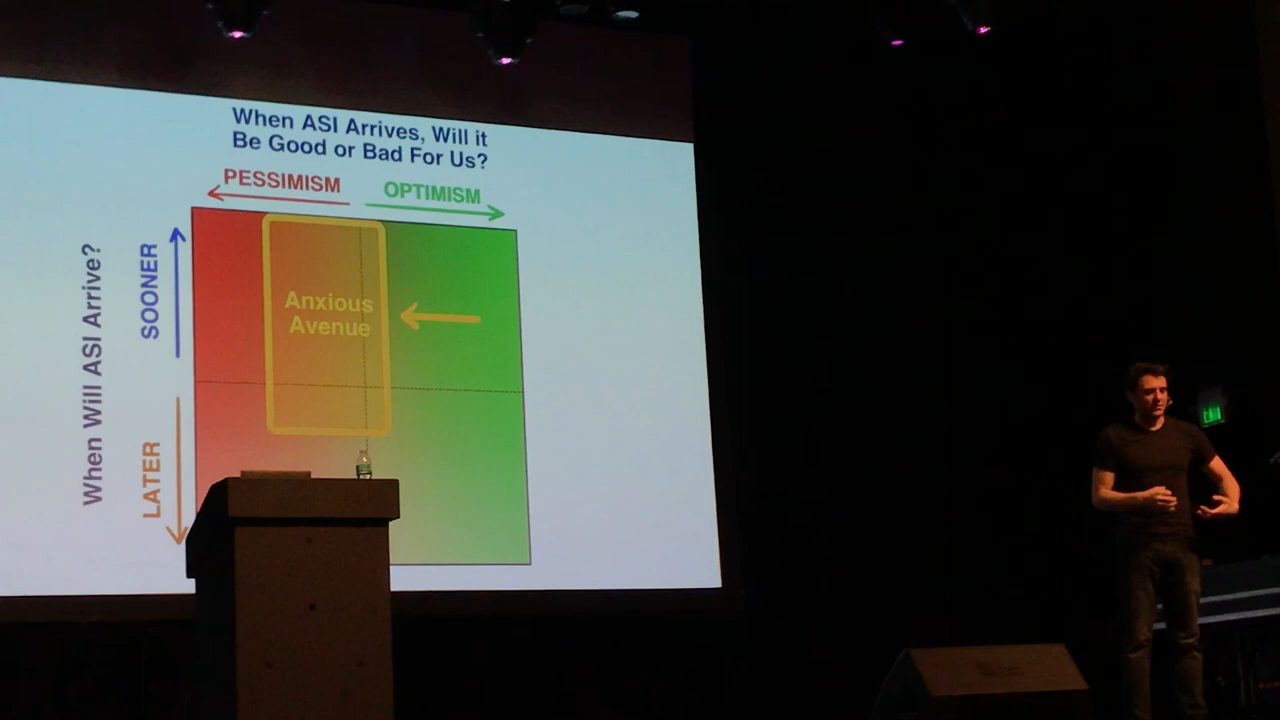 When ASI Arrives, Will it
Be Good or Bad For Us?
PESSIMISM
OPTIMISM
When Will ASI Arrive?
SOONER
LATER
Anxious
Avenue
EXIT